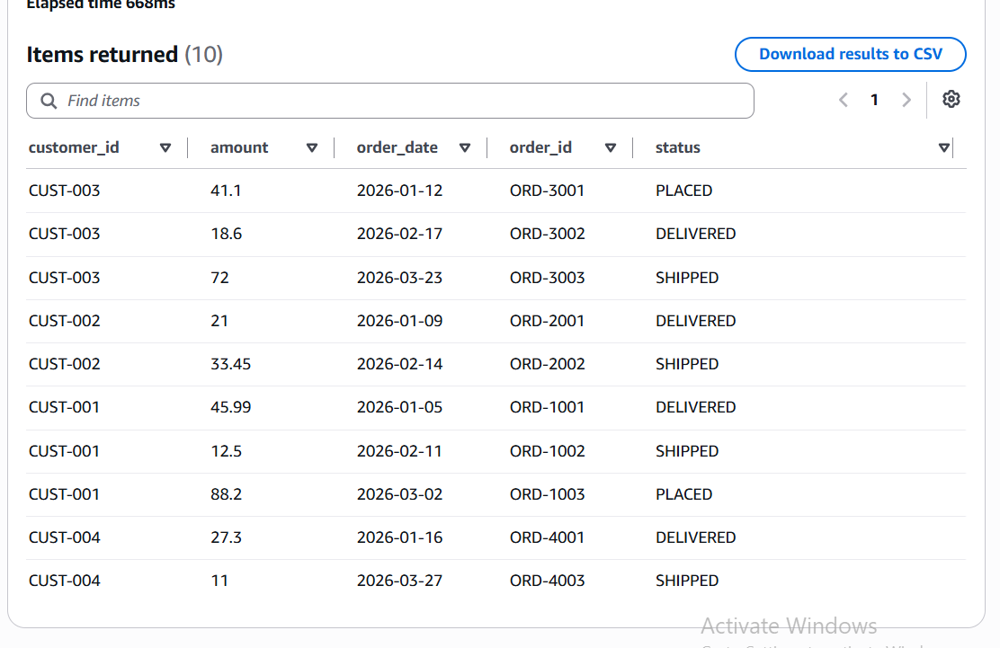 Elapsed time 668ms
Items returned (10)
Download results to CSV
Find items
1
customer_id amount order_date order_id status
CUST-003 41.1 2026-01-12 ORD-3001 PLACED
CUST-003 18.6 2026-02-17 ORD-3002 DELIVERED
CUST-003 72 2026-03-23 ORD-3003 SHIPPED
CUST-002 21 2026-01-09 ORD-2001 DELIVERED
CUST-002 33.45 2026-02-14 ORD-2002 SHIPPED
CUST-001 45.99 2026-01-05 ORD-1001 DELIVERED
CUST-001 12.5 2026-02-11 ORD-1002 SHIPPED
CUST-001 88.2 2026-03-02 ORD-1003 PLACED
CUST-004 27.3 2026-01-16 ORD-4001 DELIVERED
CUST-004 11 2026-03-27 ORD-4003 SHIPPED
Activate Windows